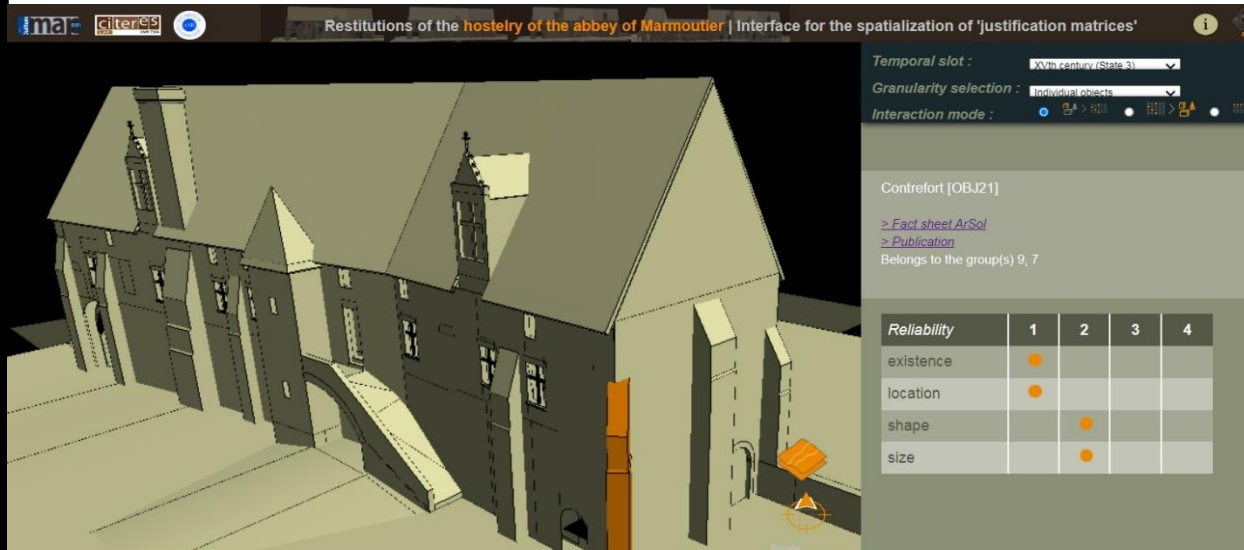 map
citeres
Restitutions of the hostelry of the abbey of Marmoutier | Interface for the spatialization of 'justification matrices'
i
Temporal slot :
XVth century (State 3)
Granularity selection :
Individual objects
Interaction mode :
>
>
Contrefort [OBJ21]
> Fact sheet ArSol
> Publication
Belongs to the group(s) 9, 7
Reliability 1 2 3 4
existence
location
shape
size